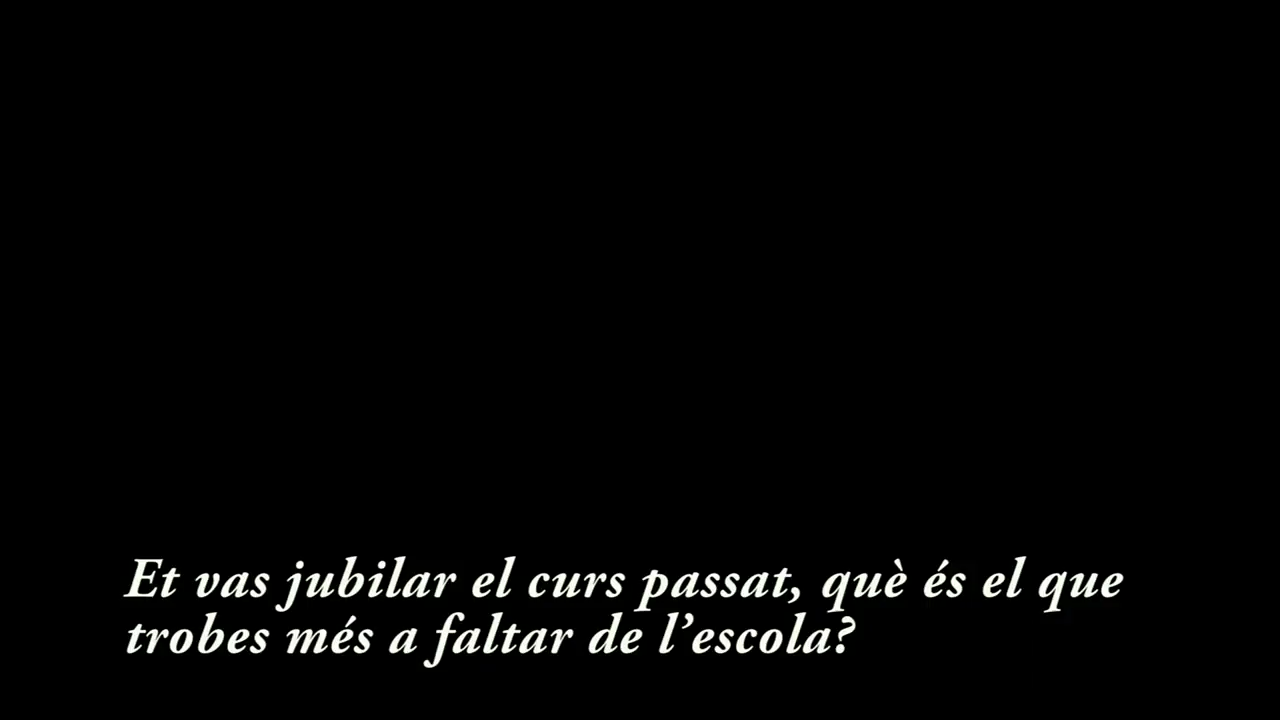 Et vas jubilar el curs passat, què és el que
trobes més a faltar de l’escola?